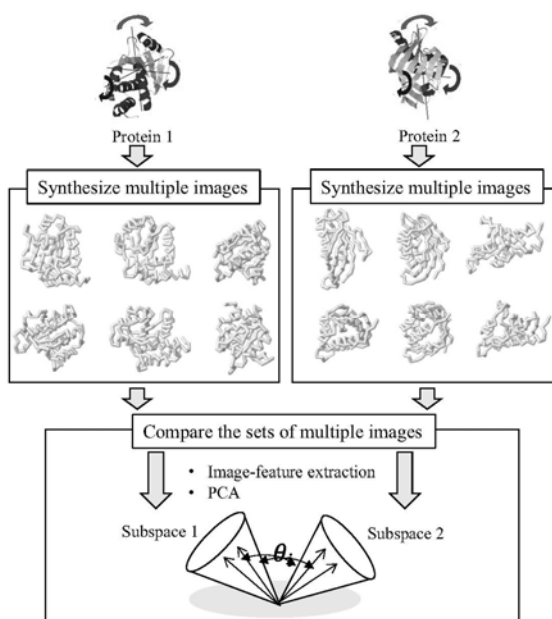 Protein 1
Protein 2
Synthesize multiple images
Synthesize multiple images
Compare the sets of multiple images
• Image-feature extraction
• PCA
Subspace 1
Subspace 2
θi